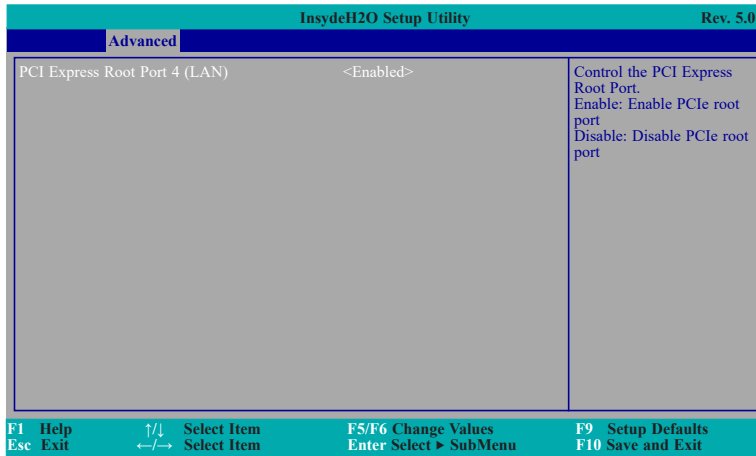 InsydeH2O Setup Utility Rev. 5.0
Advanced
PCI Express Root Port 4 (LAN) <Enabled>
Control the PCI Express
Root Port.
Enable: Enable PCIe root
port
Disable: Disable PCIe root
port
F1 Help ↑/↓ Select Item F5/F6 Change Values F9 Setup Defaults
Esc Exit ←/→ Select Item Enter Select ► SubMenu F10 Save and Exit